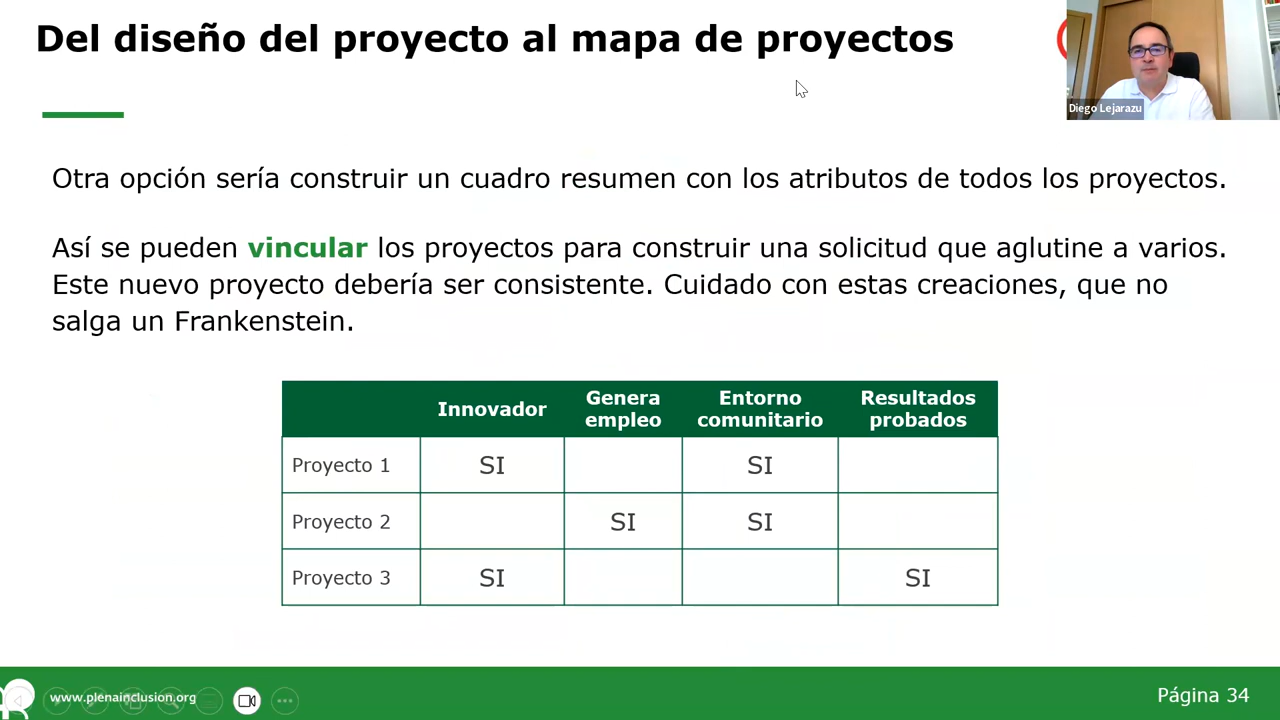 Del diseño del proyecto al mapa de proyectos
Diego Lejarazu
Otra opción sería construir un cuadro resumen con los atributos de todos los proyectos.
Así se pueden vincular los proyectos para construir una solicitud que aglutine a varios.
Este nuevo proyecto debería ser consistente. Cuidado con estas creaciones, que no
salga un Frankenstein.
Innovador Genera empleo Entorno comunitario Resultados probados
Proyecto 1 SI SI
Proyecto 2 SI SI
Proyecto 3 SI SI
www.plenainclusion.org
Página 34